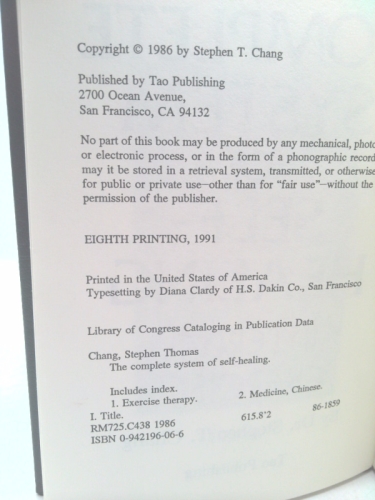 Copyright © 1986 by Stephen T. Chang
Published by Tao Publishing
2700 Ocean Avenue,
San Francisco, CA 94132
No part of this book may be produced by any mechanical, photo
or electronic process, or in the form of a phonographic record
may it be stored in a retrieval system, transmitted, or otherwise
for public or private use—other than for “fair use”—without the
permission of the publisher.
EIGHTH PRINTING, 1991
Printed in the United States of America
Typesetting by Diana Clardy of H.S. Dakin Co., San Francisco
Library of Congress Cataloging in Publication Data
Chang, Stephen Thomas
The complete system of self-healing.
Includes index.
1. Exercise therapy. 2. Medicine, Chinese.
I. Title.
RM725.C438 1986 615.8'2 86-1859
ISBN 0-942196-06-6